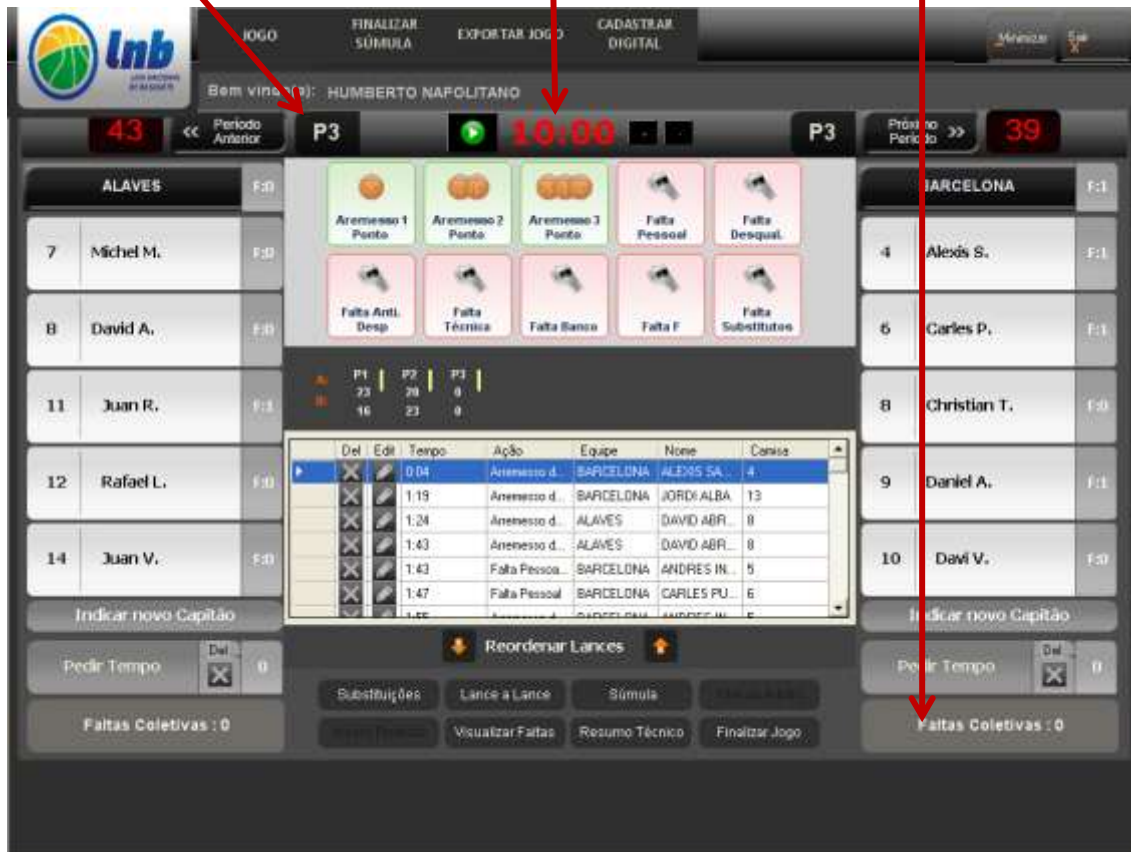 JOGO
FINALIZAR
SÚMULA
EXPORTAR JOGO
CADASTRAR
DIGITAL
Minimizar
Sair
X
lnb
Bem vindo(a): HUMBERTO NAPOLITANO
43
<< Período
Anterior
P3
10:00
P3
Próximo
Período >>
39
ALAVES F:0
7 Michel M. F:0
8 David A. F:0
11 Juan R. F:1
12 Rafael L. F:0
14 Juan V. F:0
Indicar novo Capitão
Pedir Tempo
Del
0
Faltas Coletivas : 0
Aremesso 1
Ponto
Aremesso 2
Ponto
Aremesso 3
Ponto
Falta
Pessoal
Falta
Desqual.
Falta Anti.
Desp
Falta
Técnica
Falta Banco
Falta F
Falta
Substitutos
P1 P2 P3
A: 23 20 0
B: 16 23 0
Del Edit Tempo Ação Equipe Nome Camisa
0:04 Arremesso d... BARCELONA ALEXIS SA... 4
1:19 Arremesso d... BARCELONA JORDI ALBA 13
1:24 Arremesso d... ALAVES DAVID ABR... 8
1:43 Arremesso d... ALAVES DAVID ABR... 8
1:43 Falta Pessoa... BARCELONA ANDRES IN... 5
1:47 Falta Pessoal BARCELONA CARLES PU... 6
Reordenar Lances
Substituições
Lance a Lance
Súmula
Visualizar Faltas
Resumo Técnico
Finalizar Jogo
BARCELONA F:1
4 Alexis S. F:1
6 Carles P. F:1
8 Christian T. F:0
9 Daniel A. F:1
10 Davi V. F:0
Indicar novo Capitão
Pedir Tempo
Del
0
Faltas Coletivas : 0